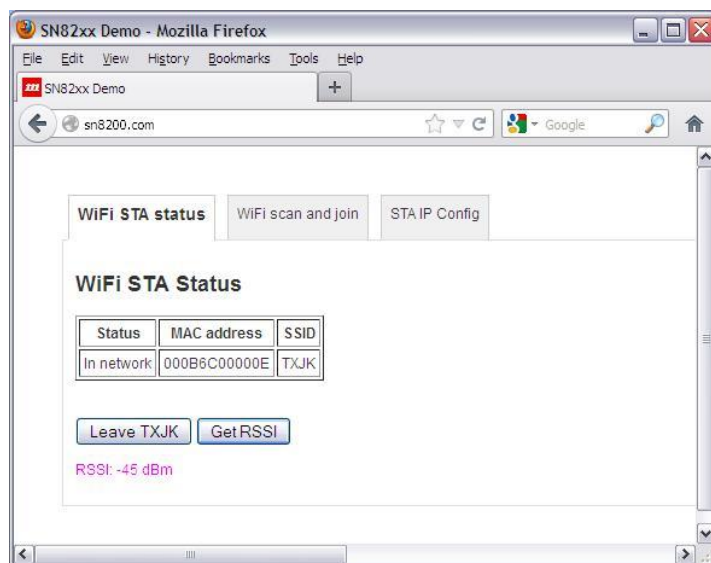 SN82xx Demo - Mozilla Firefox
File Edit View History Bookmarks Tools Help
m SN82xx Demo +
sn8200.com Google
WiFi STA status WiFi scan and join STA IP Config
WiFi STA Status
Status MAC address SSID
In network 000B6C00000E TXJK
Leave TXJK Get RSSI
RSSI: -45 dBm